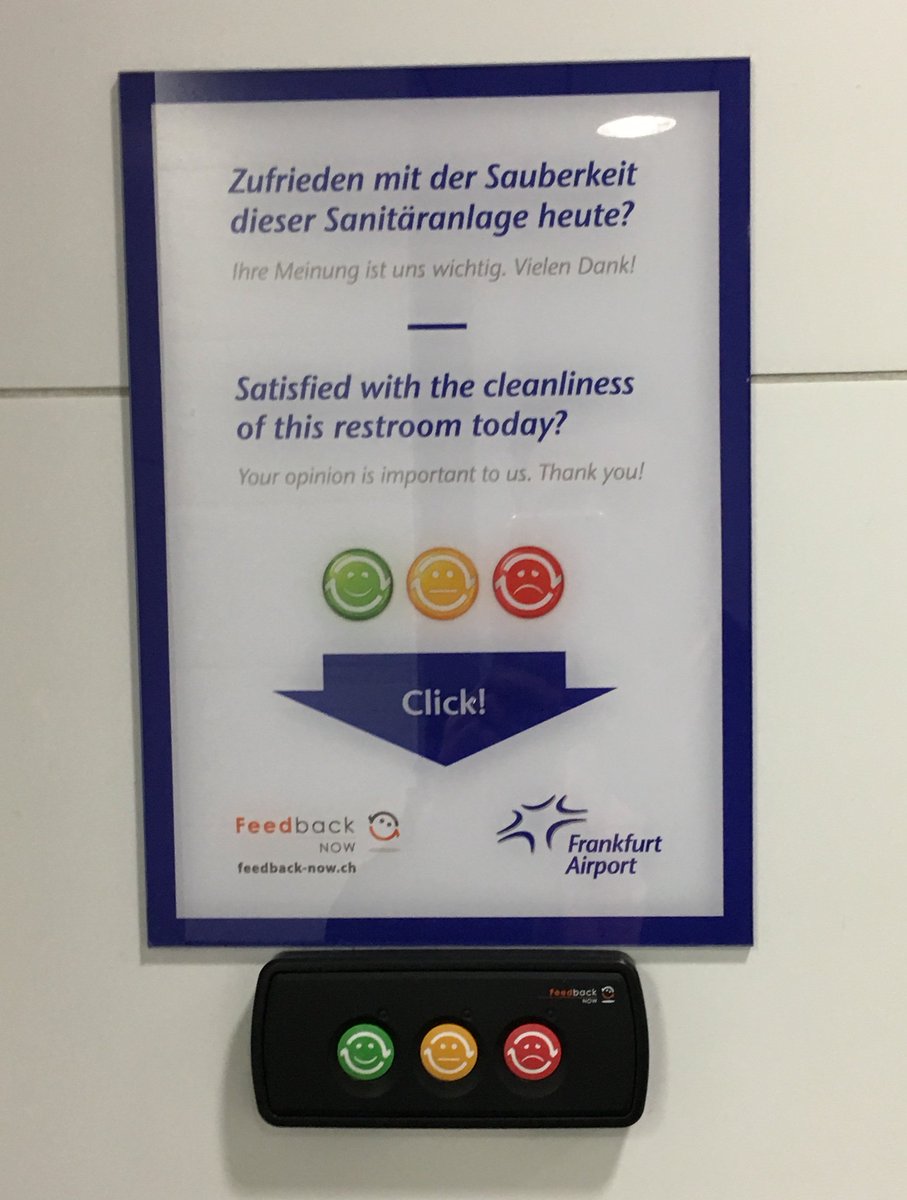 Zufrieden mit der Sauberkeit
dieser Sanitäranlage heute?
Ihre Meinung ist uns wichtig. Vielen Dank!
Satisfied with the cleanliness
of this restroom today?
Your opinion is important to us. Thank you!
Click!
Feedback
NOW
feedback-now.ch
Frankfurt
Airport
feedback
NOW